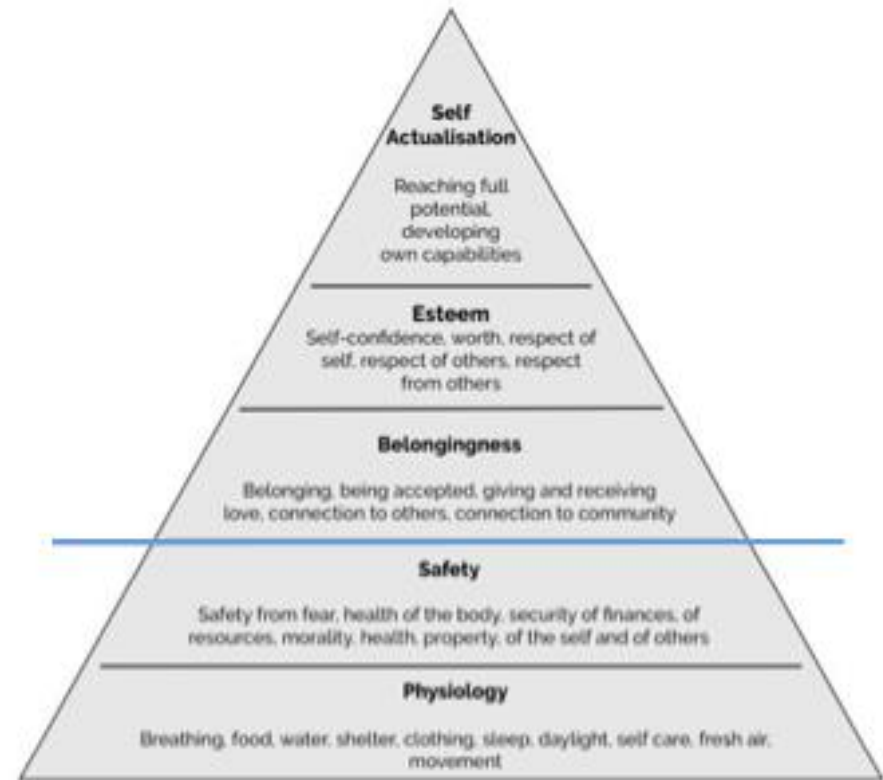 Self
Actualisation
Reaching full
potential,
developing
own capabilities
Esteem
Self-confidence, worth, respect of
self, respect of others, respect
from others
Belongingness
Belonging, being accepted, giving and receiving
love, connection to others, connection to community
Safety
Safety from fear, health of the body, security of finances, of
resources, morality, health, property, of the self and of others
Physiology
Breathing, food, water, shelter, clothing, sleep, daylight, self care, fresh air,
movement